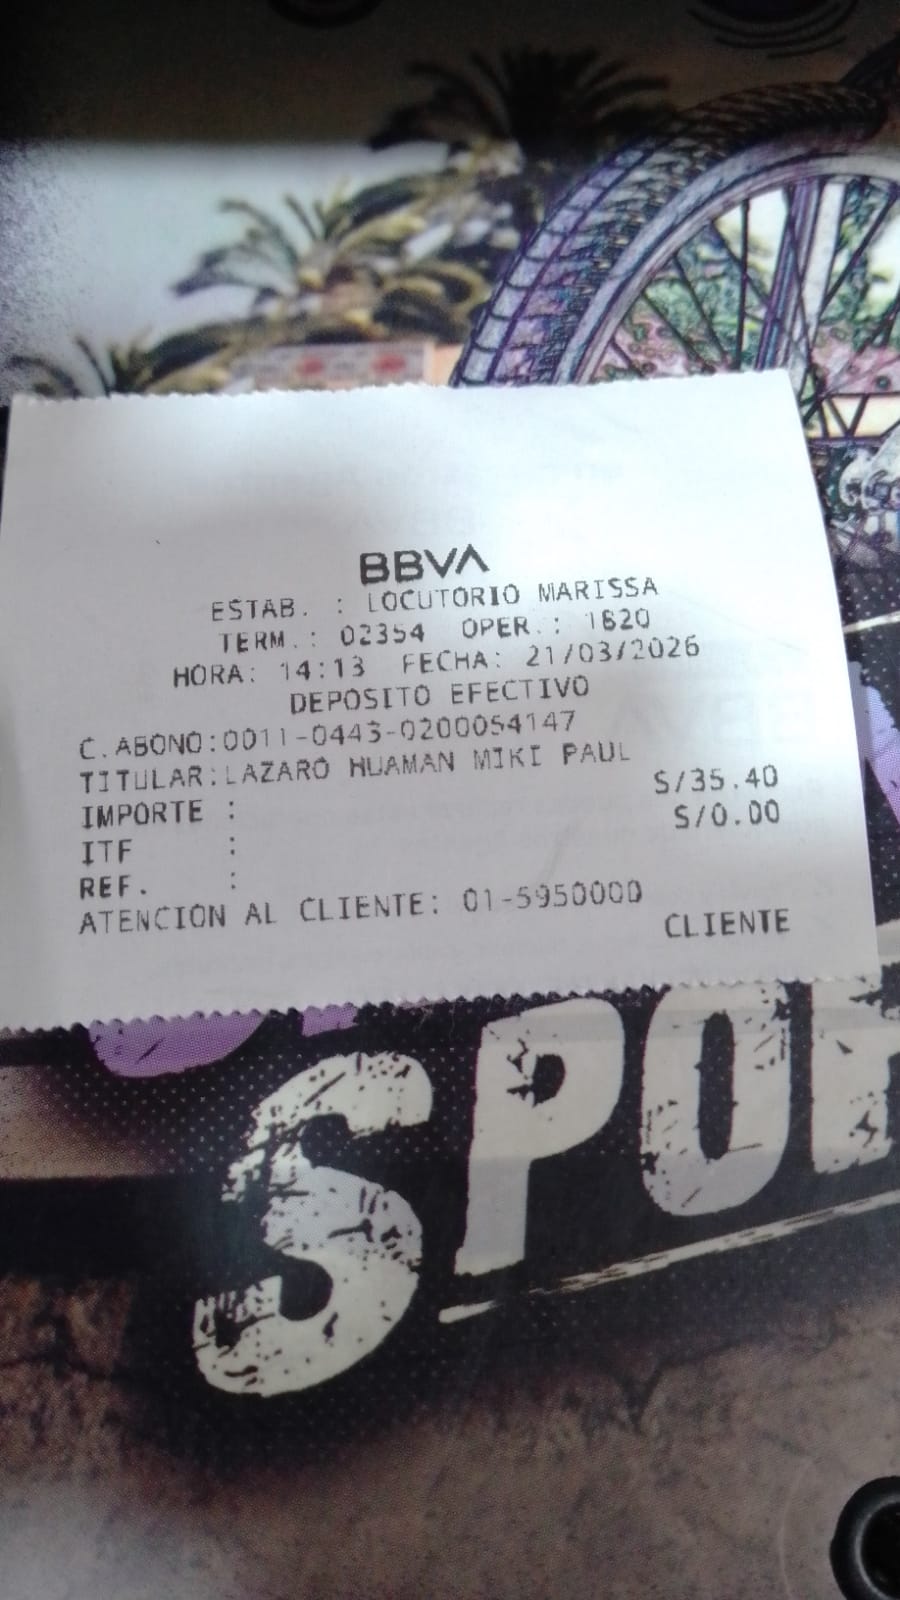 BBVA
ESTAB. : LOCUTORIO MARISSA
TERM.: 02354 OPER.: 1820
HORA: 14:13 FECHA: 21/03/2026
DEPOSITO EFECTIVO
C.ABONO:0011-0443-0200054147
TITULAR:LAZARO HUAMAN MIKI PAUL
IMPORTE : S/35.40
ITF : S/0.00
REF. :
ATENCION AL CLIENTE: 01-5950000
CLIENTE